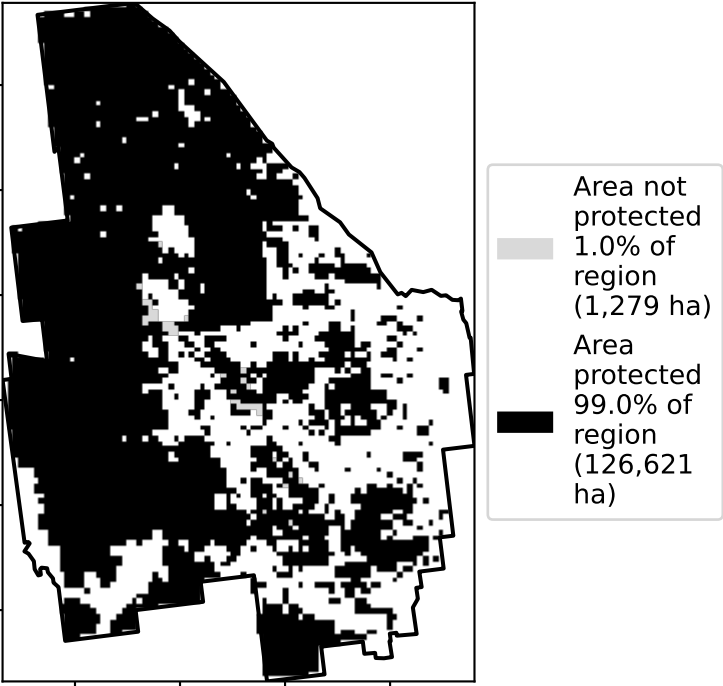 Area not
protected
1.0% of
region
(1,279 ha)
Area
protected
99.0% of
region
(126,621
ha)